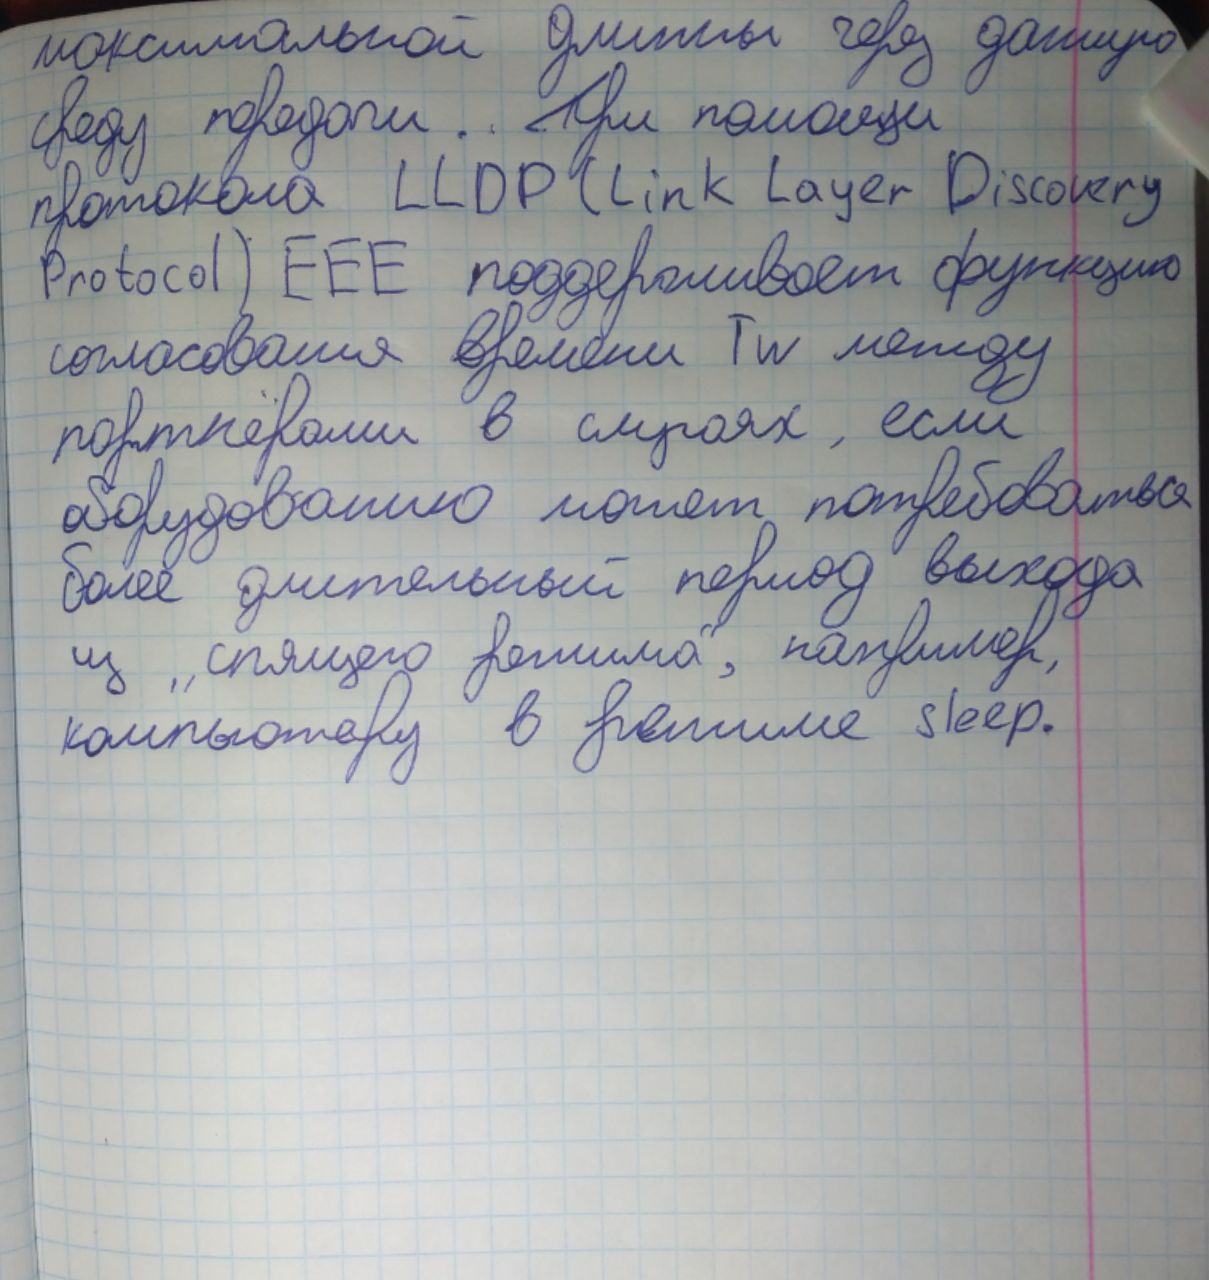 максимальной длины через данную
среду передачи... При помощи
протокола LLDP (Link Layer Discovery
Protocol) EEE поддерживает функцию
согласования времени Tw между
партнёрами в случаях, если
оборудованию может потребоваться
более длительный период выхода
из „спящего режима", например,
компьютеру в режиме sleep.